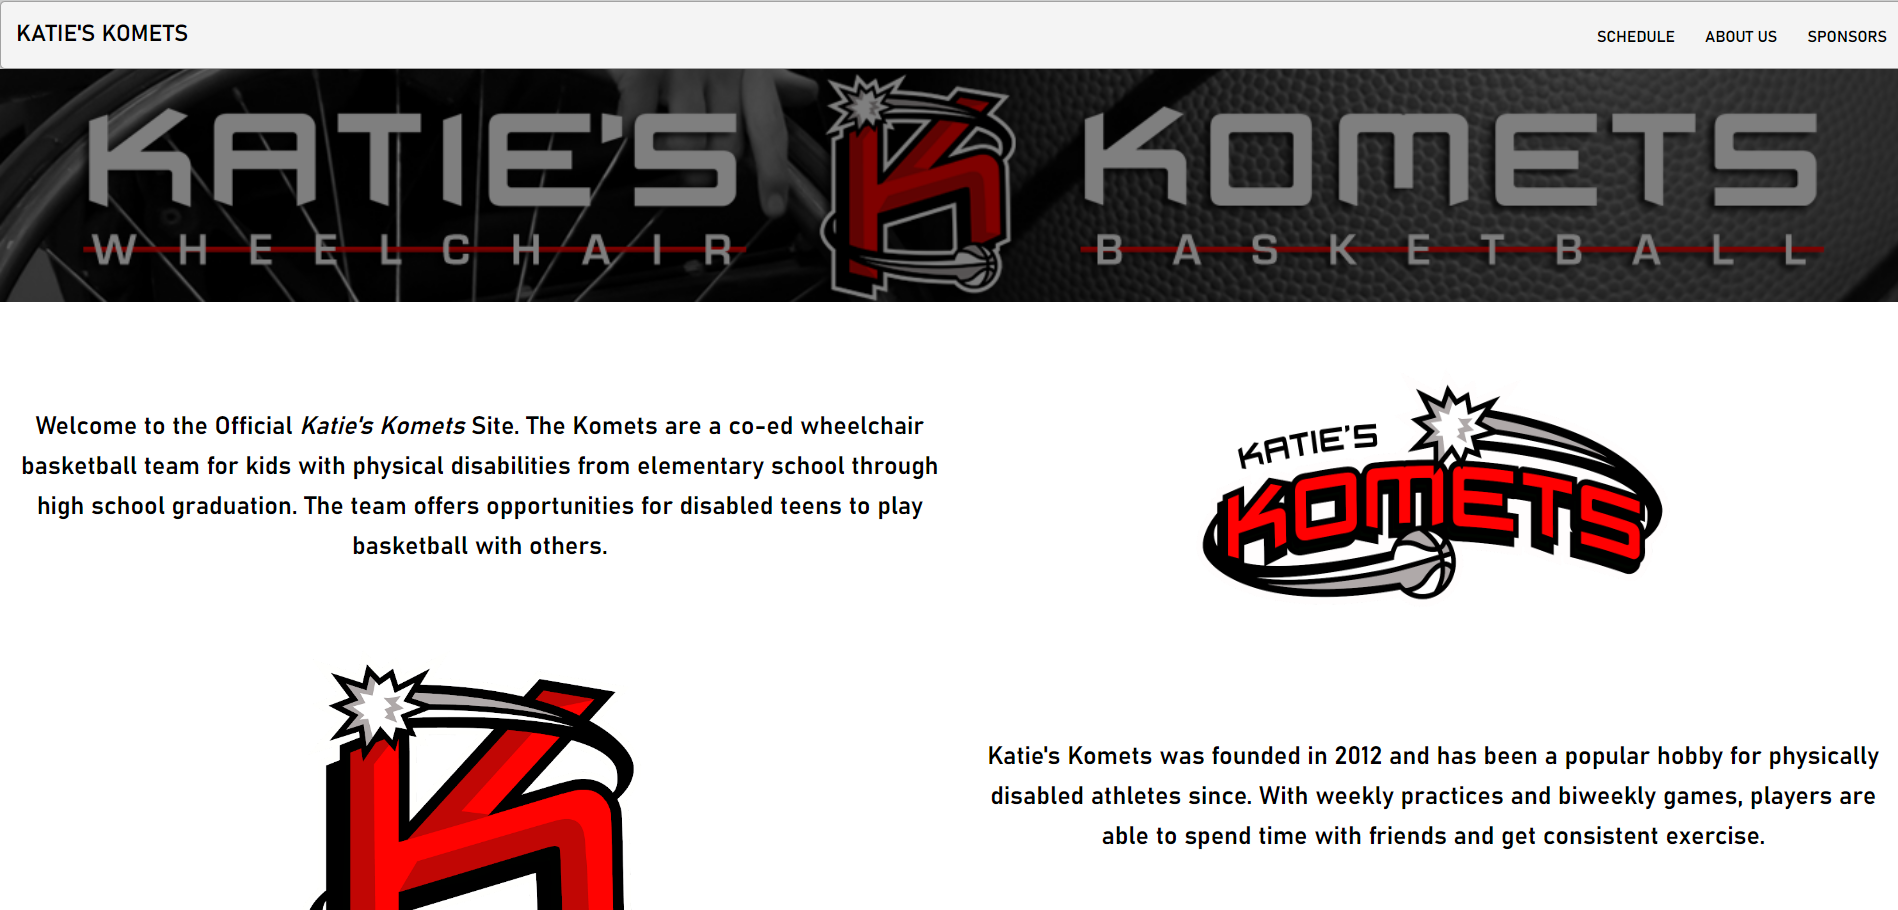 KATIE'S KOMETS
SCHEDULE ABOUT US SPONSORS
KATIE'S K KOMETS
WHEELCHAIR BASKETBALL
Welcome to the Official Katie's Komets Site. The Komets are a co-ed wheelchair
basketball team for kids with physical disabilities from elementary school through
high school graduation. The team offers opportunities for disabled teens to play
basketball with others.
KATIE'S
KOMETS
K
Katie's Komets was founded in 2012 and has been a popular hobby for physically
disabled athletes since. With weekly practices and biweekly games, players are
able to spend time with friends and get consistent exercise.